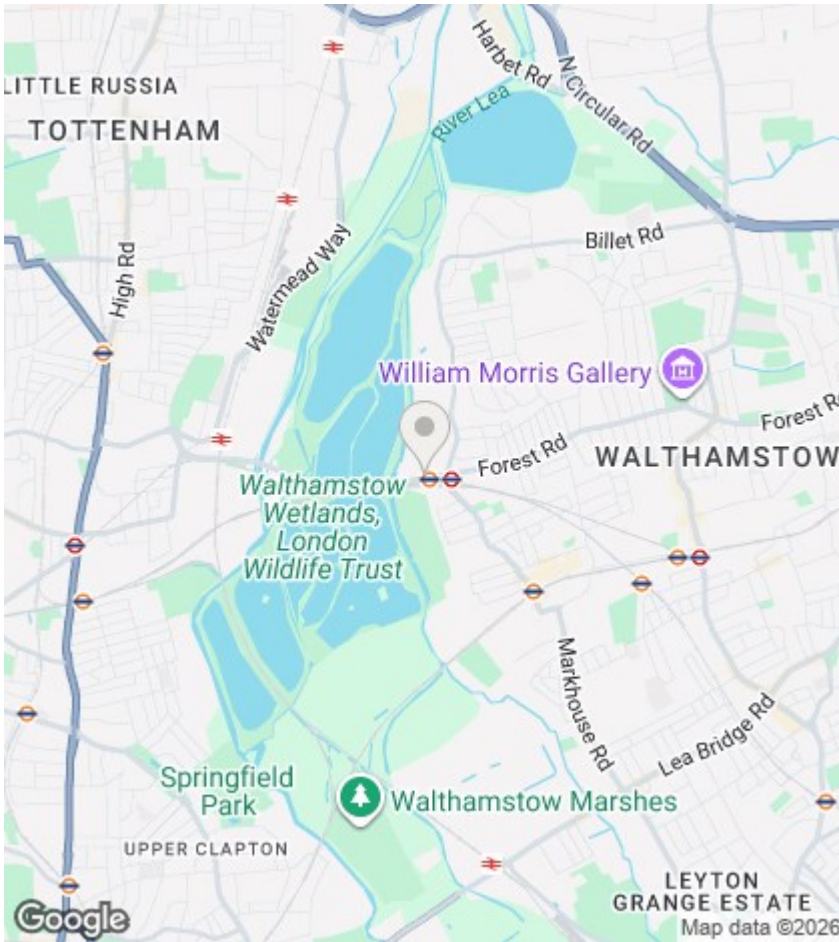 Harbet Rd
N Circular Rd
LITTLE RUSSIA
River Lea
TOTTENHAM
Billet Rd
Watermead Way
High Rd
William Morris Gallery
Forest Rd
Forest Rd
WALTHAMSTOW
Walthamstow
Wetlands,
London
Wildlife Trust
Markhouse Rd
Lea Bridge Rd
Springfield
Park
Walthamstow Marshes
UPPER CLAPTON
LEYTON
GRANGE ESTATE
Google
Map data ©2026